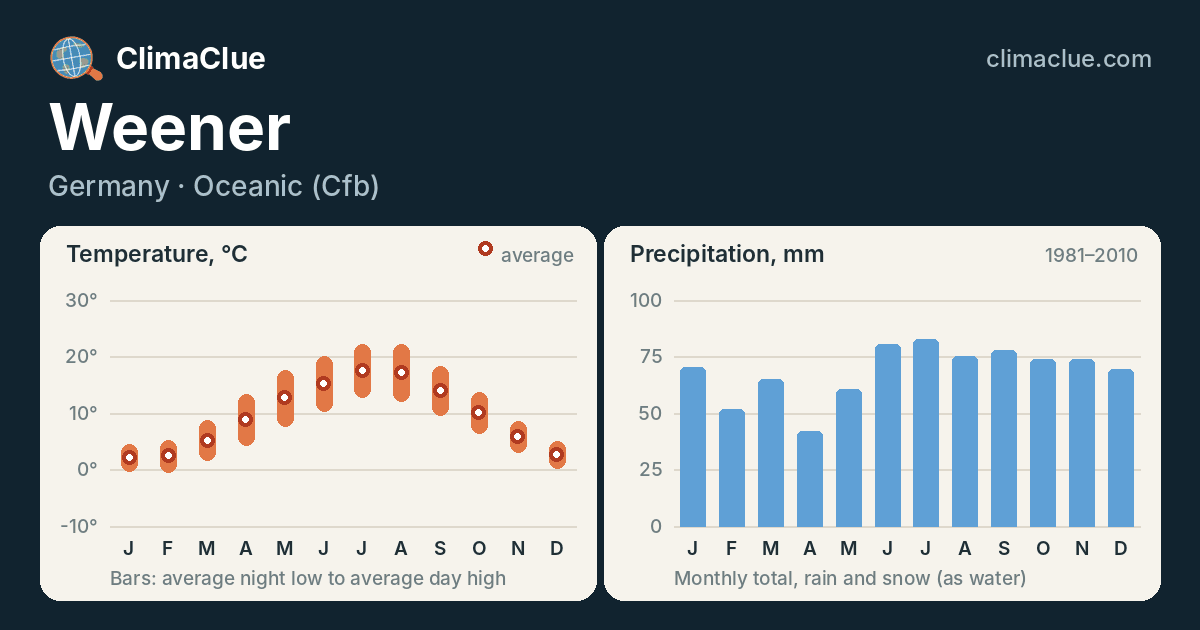 ClimaClue
climaclue.com
Weener
Germany · Oceanic (Cfb)
Temperature, °C
average
30°
20°
10°
0°
-10°
J F M A M J J A S O N D
Bars: average night low to average day high
Precipitation, mm
1981–2010
100
75
50
25
0
J F M A M J J A S O N D
Monthly total, rain and snow (as water)